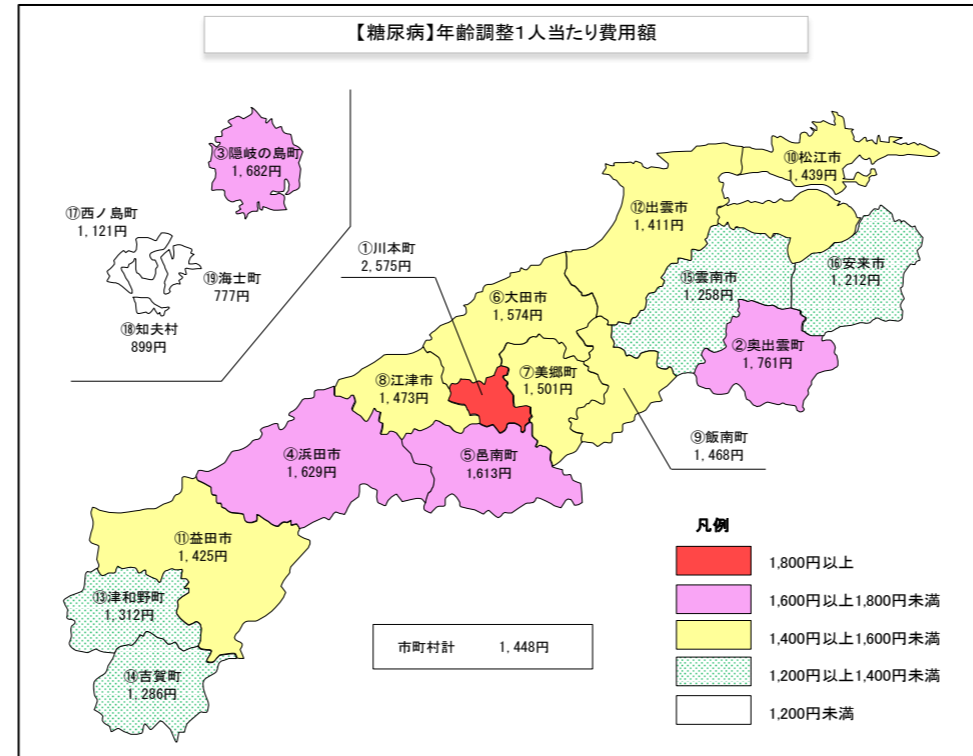 【糖尿病】年齢調整1人当たり費用額
③隠岐の島町
1,682円
⑰西ノ島町
1,121円
⑲海士町
777円
⑱知夫村
899円
①川本町
2,575円
⑩松江市
1,439円
⑫出雲市
1,411円
⑮雲南市
1,258円
⑯安来市
1,212円
②奥出雲町
1,761円
⑥大田市
1,574円
⑦美郷町
1,501円
⑧江津市
1,473円
⑨飯南町
1,468円
④浜田市
1,629円
⑤邑南町
1,613円
⑪益田市
1,425円
⑬津和野町
1,312円
⑭吉賀町
1,286円
市町村計 1,448円
凡例
1,800円以上
1,600円以上1,800円未満
1,400円以上1,600円未満
1,200円以上1,400円未満
1,200円未満